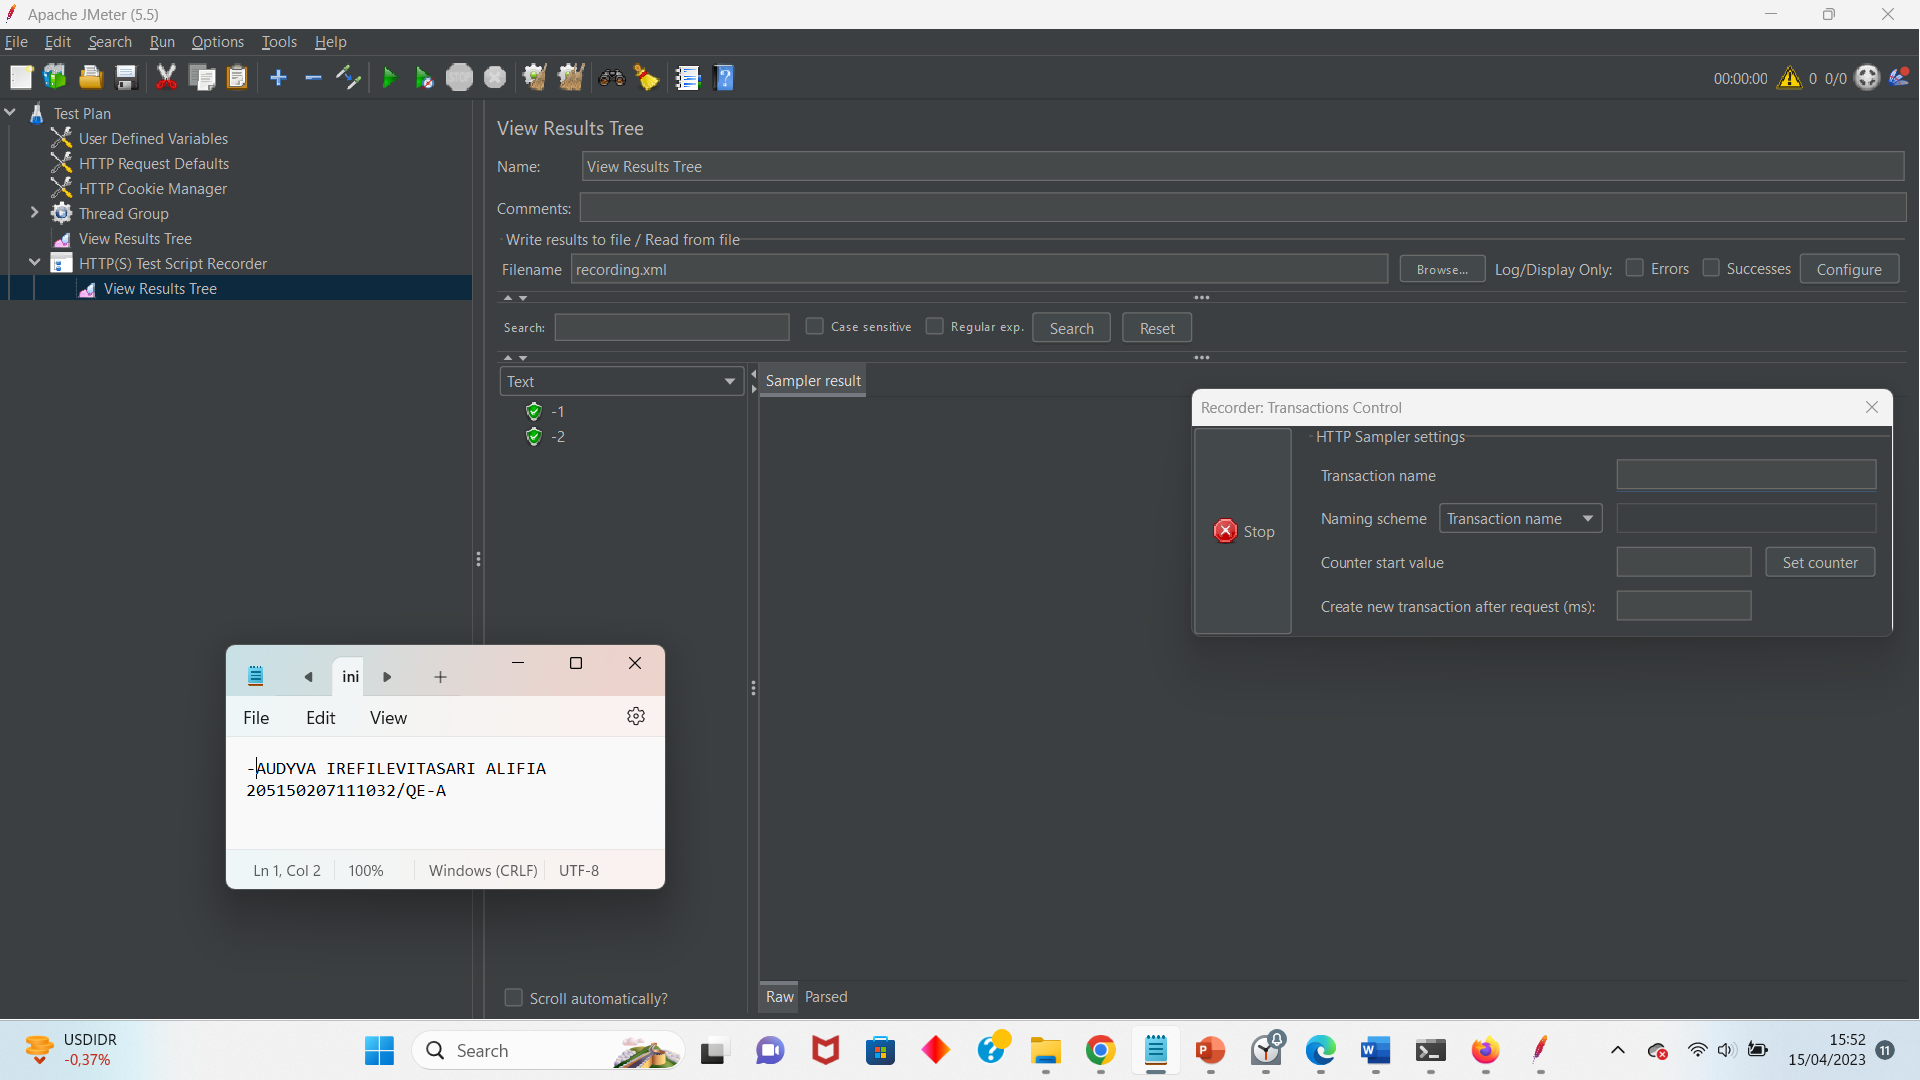 Apache JMeter (5.5)
File Edit Search Run Options Tools Help
00:00:00 0 0/0
Test Plan
User Defined Variables
HTTP Request Defaults
HTTP Cookie Manager
Thread Group
View Results Tree
HTTP(S) Test Script Recorder
View Results Tree
View Results Tree
Name: View Results Tree
Comments:
Write results to file / Read from file
Filename recording.xml Browse... Log/Display Only: Errors Successes Configure
Search: Case sensitive Regular exp. Search Reset
Text
-1
-2
Sampler result
Recorder: Transactions Control
HTTP Sampler settings
Transaction name
Naming scheme Transaction name
Counter start value Set counter
Create new transaction after request (ms):
Stop
ini
File Edit View
-AUDYVA IREFILEVITASARI ALIFIA
205150207111032/QE-A
Ln 1, Col 2 100% Windows (CRLF) UTF-8
Scroll automatically?
Raw Parsed
USDIDR
-0,37%
Search
15:52
15/04/2023
11